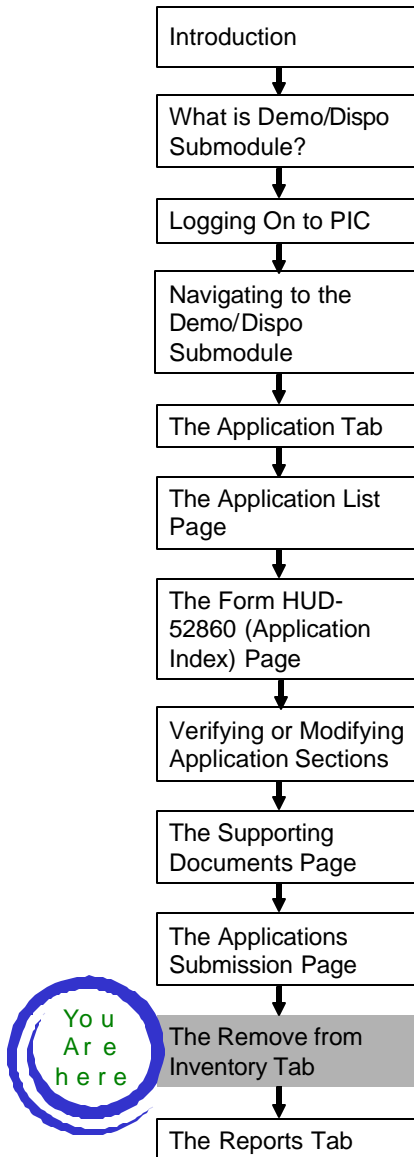 Introduction
What is Demo/Dispo
Submodule?
Logging On to PIC
Navigating to the
Demo/Dispo
Submodule
The Application Tab
The Application List
Page
The Form HUD-
52860 (Application
Index) Page
Verifying or Modifying
Application Sections
The Supporting
Documents Page
The Applications
Submission Page
You
Are
here
The Remove from
Inventory Tab
The Reports Tab